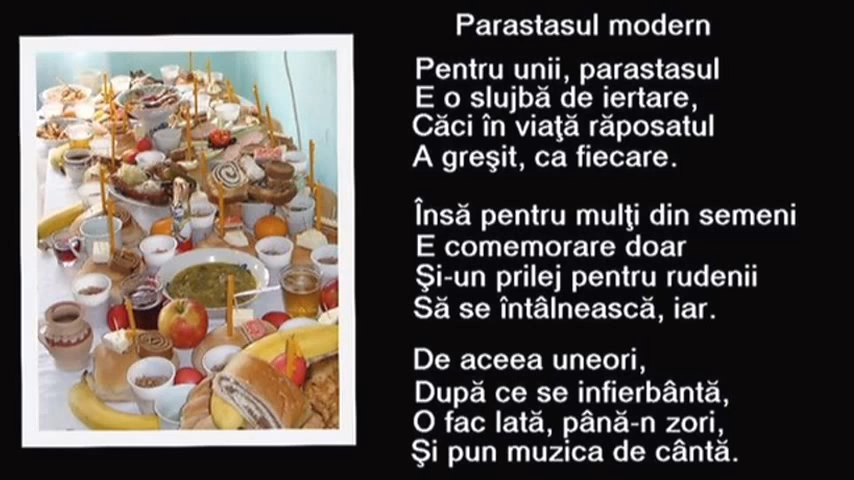 Parastasul modern
Pentru unii, parastasul
E o slujbă de iertare,
Căci în viaţă răposatul
A greşit, ca fiecare.
Însă pentru mulţi din semeni
E comemorare doar
Şi-un prilej pentru rudenii
Să se întâlnească, iar.
De aceea uneori,
După ce se infierbântă,
O fac lată, până-n zori,
Şi pun muzica de cântă.